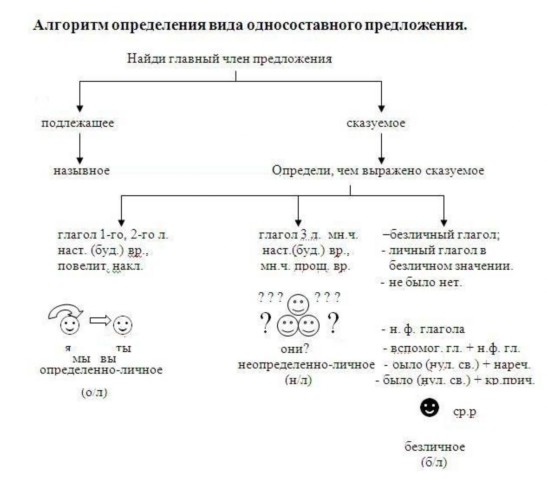 Алгоритм определения вида односоставного предложения.
Найди главный член предложения
подлежащее
сказуемое
назывное
Определи, чем выражено сказуемое
глагол 1-го, 2-го л.
наст. (буд.) вр.,
повелит. накл.
глагол 3 л. мн.ч.
наст.(буд.) вр.,
мн.ч. прош. вр.
–безличный глагол;
- личный глагол в
безличном значении.
- не было нет.
? ? ? ? ? ?
? ?
я ты
мы вы
определенно-личное
(о/л)
они?
неопределенно-личное
(н/л)
- н. ф. глагола
- вспомог. гл. + н.ф. гл.
- было (нул. св.) + нареч.
- было (нул. св.) + кр.прич.
ср.р
безличное
(б/л)